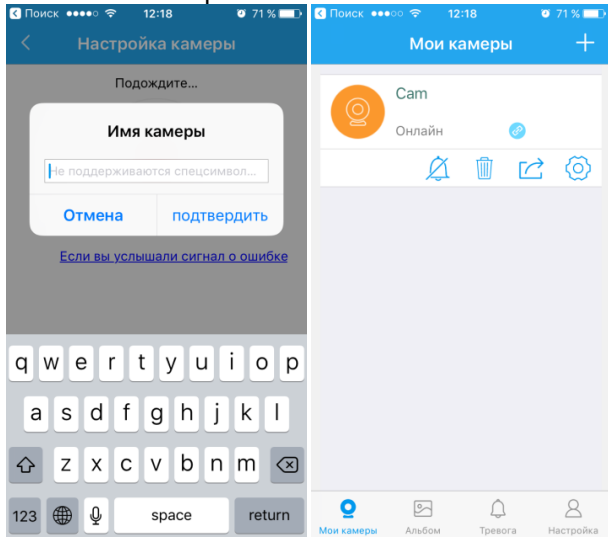 Поиск 12:18 71 %
Настройка камеры
Подождите...
Имя камеры
Не поддерживаются спецсимвол...
Отмена подтвердить
Если вы услышали сигнал о ошибке
q w e r t y u i o p
a s d f g h j k l
z x c v b n m
123 space return
Поиск 12:18 71 %
Мои камеры
Cam
Онлайн
Мои камеры Альбом Тревога Настройка